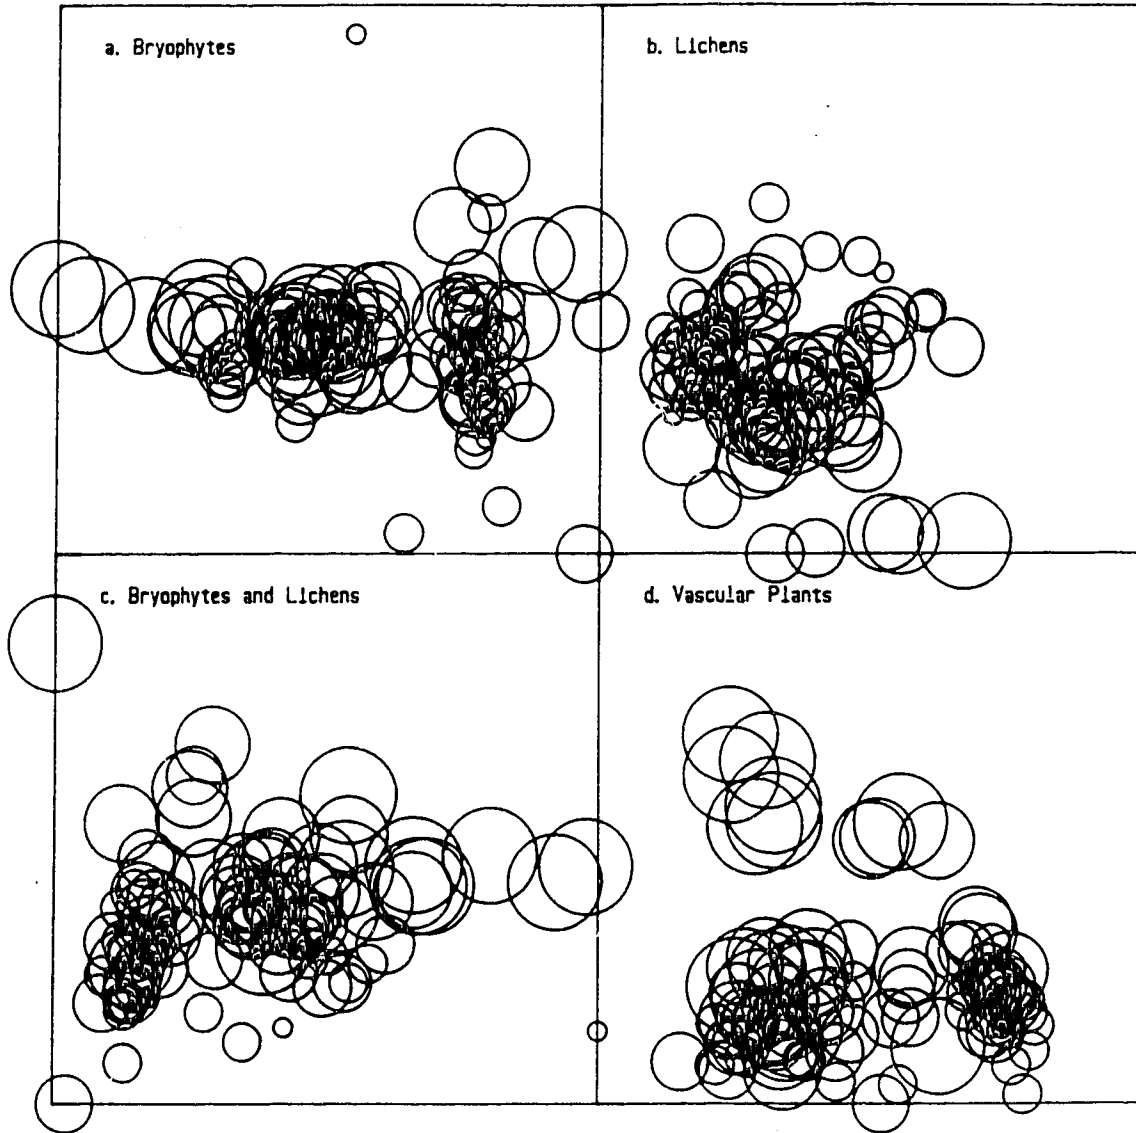 a. Bryophytes
b. Lichens
c. Bryophytes and Lichens
d. Vascular Plants